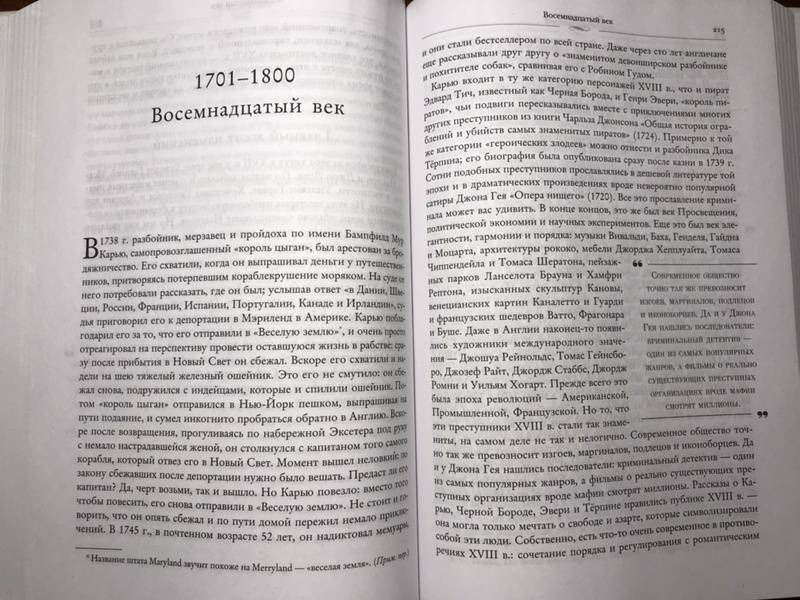 1701–1800
Восемнадцатый век
В 1738 г. разбойник, мерзавец и пройдоха по имени Бампфилд Мур
Карью, самопровозглашенный «король цыган», был арестован за бро-
дяжничество. Его схватили, когда он выпрашивал деньги у путешествен-
ников, притворяясь потерпевшим кораблекрушение моряком. На суде от
него потребовали рассказать, где он был; услышав ответ «в Дании, Шве-
ции, России, Франции, Испании, Португалии, Канаде и Ирландии», су-
дья приговорил его к депортации в Мэриленд в Америке. Карью побла-
годарил его за то, что его отправили в «Веселую землю»*, и очень просто
отреагировал на перспективу провести оставшуюся жизнь в рабстве: сра-
зу после прибытия в Новый Свет он сбежал. Вскоре его схватили и на-
дели на шею тяжелый железный ошейник. Это его не смутило: он сбе-
жал снова, подружился с индейцами, которые и спилили ошейник. По-
том «король цыган» отправился в Нью-Йорк пешком, выпрашивая на
пути подаяние, и сумел инкогнито пробраться обратно в Англию. Вско-
ре после возвращения, прогуливаясь по набережной Эксетера под руку
с немало настрадавшейся женой, он столкнулся с капитаном того самого
корабля, который отвез его в Новый Свет. Момент вышел неловкий: по
закону сбежавших после депортации нужно было вешать. Предаст ли его
капитан? Да, черт возьми, так и вышло. Но Карью повезло: вместо того
чтобы повесить, его снова отправили в «Веселую землю». Не стоит и го-
ворить, что он опять сбежал и по пути домой пережил немало приклю-
чений. В 1745 г., в почтенном возрасте 52 лет, он надиктовал мемуары,
* Название штата Maryland звучит похоже на Merryland — «веселая земля». (Прим. пер.)
Восемнадцатый век
215
и они стали бестселлером по всей стране. Даже через сто лет англичане
еще рассказывали друг другу о «знаменитом девонширском разбойнике
и похитителе собак», сравнивая его с Робином Гудом.
Карью входит в ту же категорию персонажей XVIII в., что и пират
Эдвард Тич, известный как Черная Борода, и Генри Эвери, «король пи-
ратов», чьи подвиги пересказывались вместе с приключениями многих
других преступников из книги Чарльза Джонсона «Общая история огра-
блений и убийств самых знаменитых пиратов» (1724). Примерно к той
же категории «героических злодеев» можно отнести и разбойника Дика
Тёрпина; его биография была опубликована сразу после казни в 1739 г.
Сотни подобных преступников прославлялись в дешевой литературе той
эпохи и в драматических произведениях вроде невероятно популярной
сатиры Джона Гея «Опера нищего» (1720). Все это прославление крими-
нала может вас удивить. В конце концов, это же был век Просвещения,
политической экономии и научных экспериментов. Еще это был век эле-
гантности, гармонии и порядка: музыки Вивальди, Баха, Генделя, Гайдна
и Моцарта, архитектуры рококо, мебели Джорджа Хепплуайта, Томаса
Чиппендейла и Томаса Шератона, пейзаж-
ных парков Ланселота Брауна и Хамфри
Рептона, изысканных скульптур Кановы,
венецианских картин Каналетто и Гуарди
и французских шедевров Ватто, Фрагонара
и Буше. Даже в Англии наконец-то появи-
лись художники международного значе-
ния — Джошуа Рейнольдс, Томас Гейнсбо-
ро, Джозеф Райт, Джордж Стаббс, Джордж
Ромни и Уильям Хогарт. Прежде всего это
была эпоха революций — Американской,
Промышленной, Французской. Но то, что
эти преступники XVIII в. стали так знаме-
ниты, на самом деле не так и нелогично. Современное общество точ-
но так же превозносит изгоев, маргиналов, подлецов и иконоборцев. Да
и у Джона Гея нашлись последователи: криминальный детектив — один
из самых популярных жанров, а фильмы о реально существующих пре-
ступных организациях вроде мафии смотрят миллионы. Рассказы о Ка-
рью, Черной Бороде, Эвери и Тёрпине нравились публике XVIII в. —
она могла только мечтать о свободе и азарте, которые символизировали
собой эти люди. Собственно, есть что-то очень современное в противо-
речиях XVIII в.: сочетание порядка и регулирования с романтическим
“
Современное общество
точно так же превозносит
изгоев, маргиналов, подлецов
и иконоборцев. Да и у Джона
Гея нашлись последователи:
криминальный детектив —
один из самых популярных
жанров, а фильмы о реально
существующих преступных
организациях вроде мафии
смотрят миллионы.
”